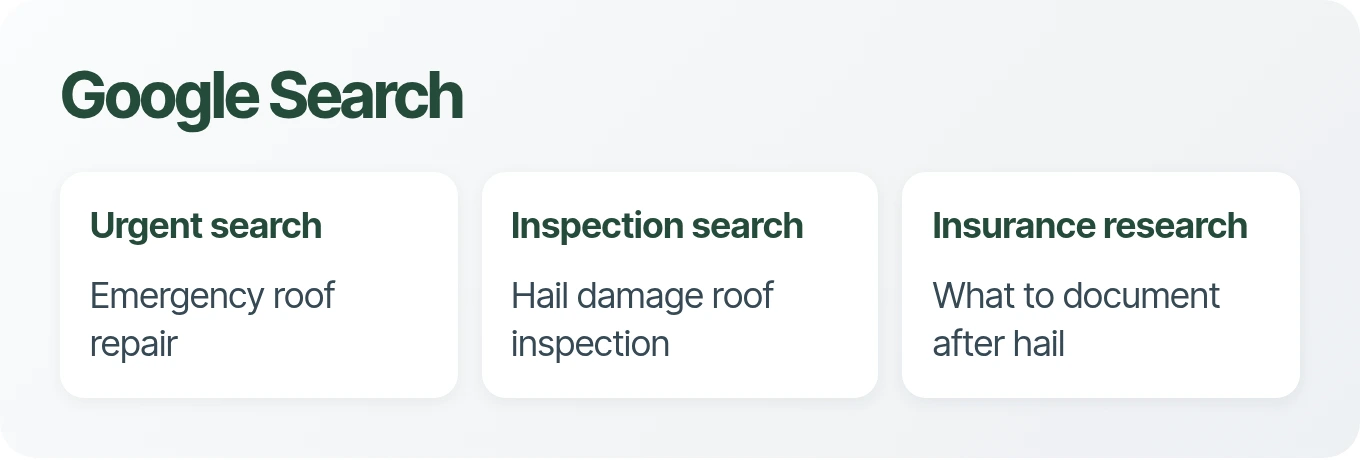 Google Search
Urgent search
Emergency roof
repair
Inspection search
Hail damage roof
inspection
Insurance research
What to document
after hail